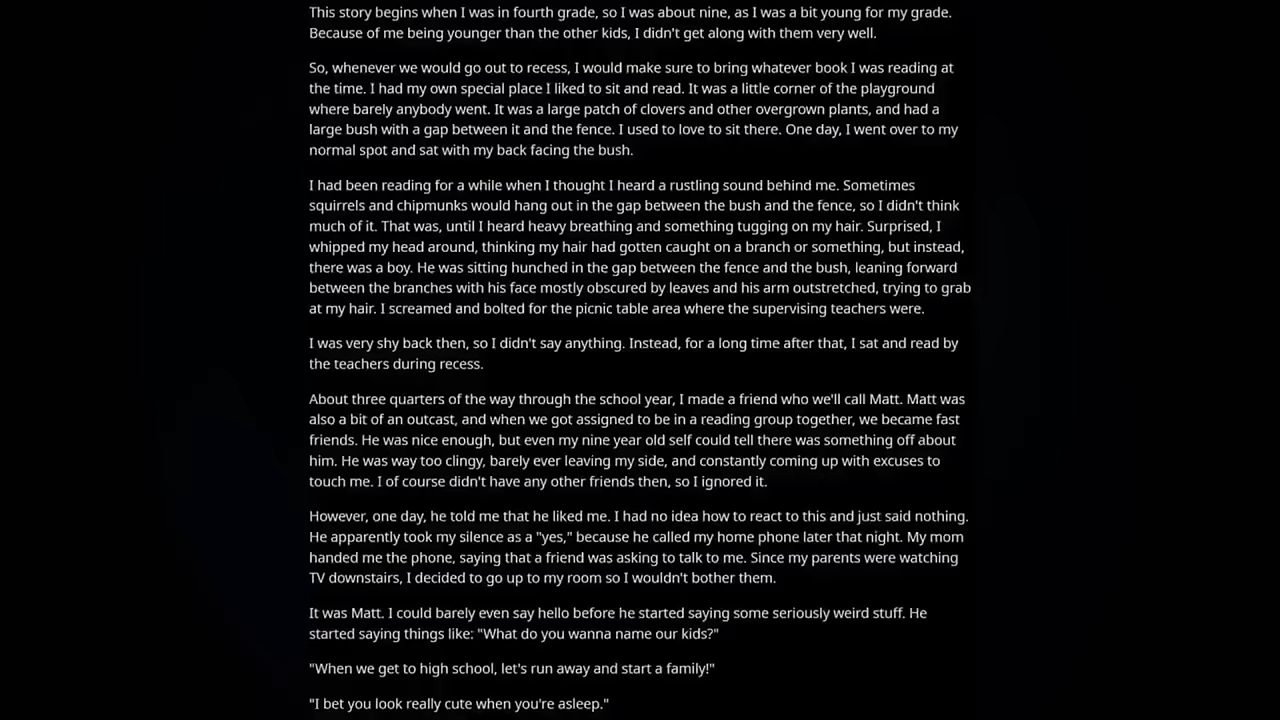 This story begins when I was in fourth grade, so I was about nine, as I was a bit young for my grade.
Because of me being younger than the other kids, I didn't get along with them very well.
So, whenever we would go out to recess, I would make sure to bring whatever book I was reading at
the time. I had my own special place I liked to sit and read. It was a little corner of the playground
where barely anybody went. It was a large patch of clovers and other overgrown plants, and had a
large bush with a gap between it and the fence. I used to love to sit there. One day, I went over to my
normal spot and sat with my back facing the bush.
I had been reading for a while when I thought I heard a rustling sound behind me. Sometimes
squirrels and chipmunks would hang out in the gap between the bush and the fence, so I didn't think
much of it. That was, until I heard heavy breathing and something tugging on my hair. Surprised, I
whipped my head around, thinking my hair had gotten caught on a branch or something, but instead,
there was a boy. He was sitting hunched in the gap between the fence and the bush, leaning forward
between the branches with his face mostly obscured by leaves and his arm outstretched, trying to grab
at my hair. I screamed and bolted for the picnic table area where the supervising teachers were.
I was very shy back then, so I didn't say anything. Instead, for a long time after that, I sat and read by
the teachers during recess.
About three quarters of the way through the school year, I made a friend who we'll call Matt. Matt was
also a bit of an outcast, and when we got assigned to be in a reading group together, we became fast
friends. He was nice enough, but even my nine year old self could tell there was something off about
him. He was way too clingy, barely ever leaving my side, and constantly coming up with excuses to
touch me. I of course didn't have any other friends then, so I ignored it.
However, one day, he told me that he liked me. I had no idea how to react to this and just said nothing.
He apparently took my silence as a "yes," because he called my home phone later that night. My mom
handed me the phone, saying that a friend was asking to talk to me. Since my parents were watching
TV downstairs, I decided to go up to my room so I wouldn't bother them.
It was Matt. I could barely even say hello before he started saying some seriously weird stuff. He
started saying things like: "What do you wanna name our kids?"
"When we get to high school, let's run away and start a family!"
"I bet you look really cute when you're asleep."